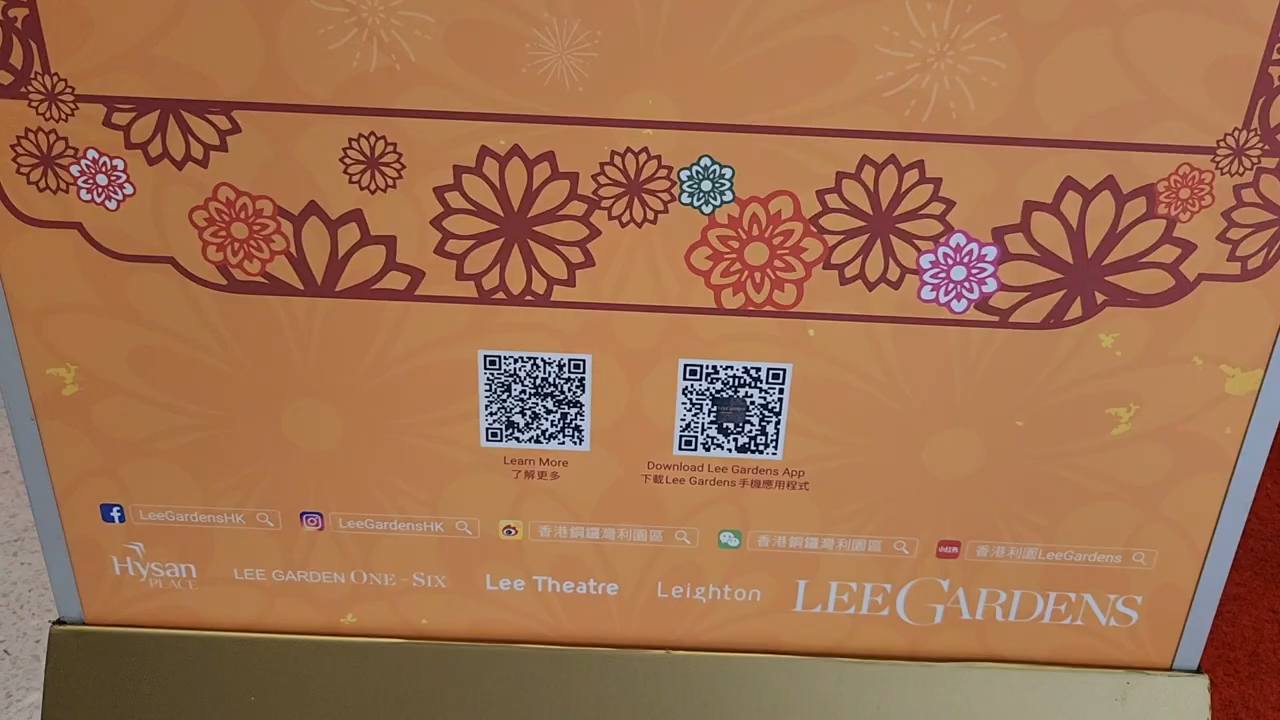 Learn More
了解更多
Download Lee Gardens App
下載Lee Gardens手機應用程式
LeeGardensHK
LeeGardensHK
香港銅鑼灣利園區
香港銅鑼灣利園區
小红书
香港利園LeeGardens
Hysan
PLACE
LEE GARDEN ONE-SIX
Lee Theatre
Leighton
LEE GARDENS